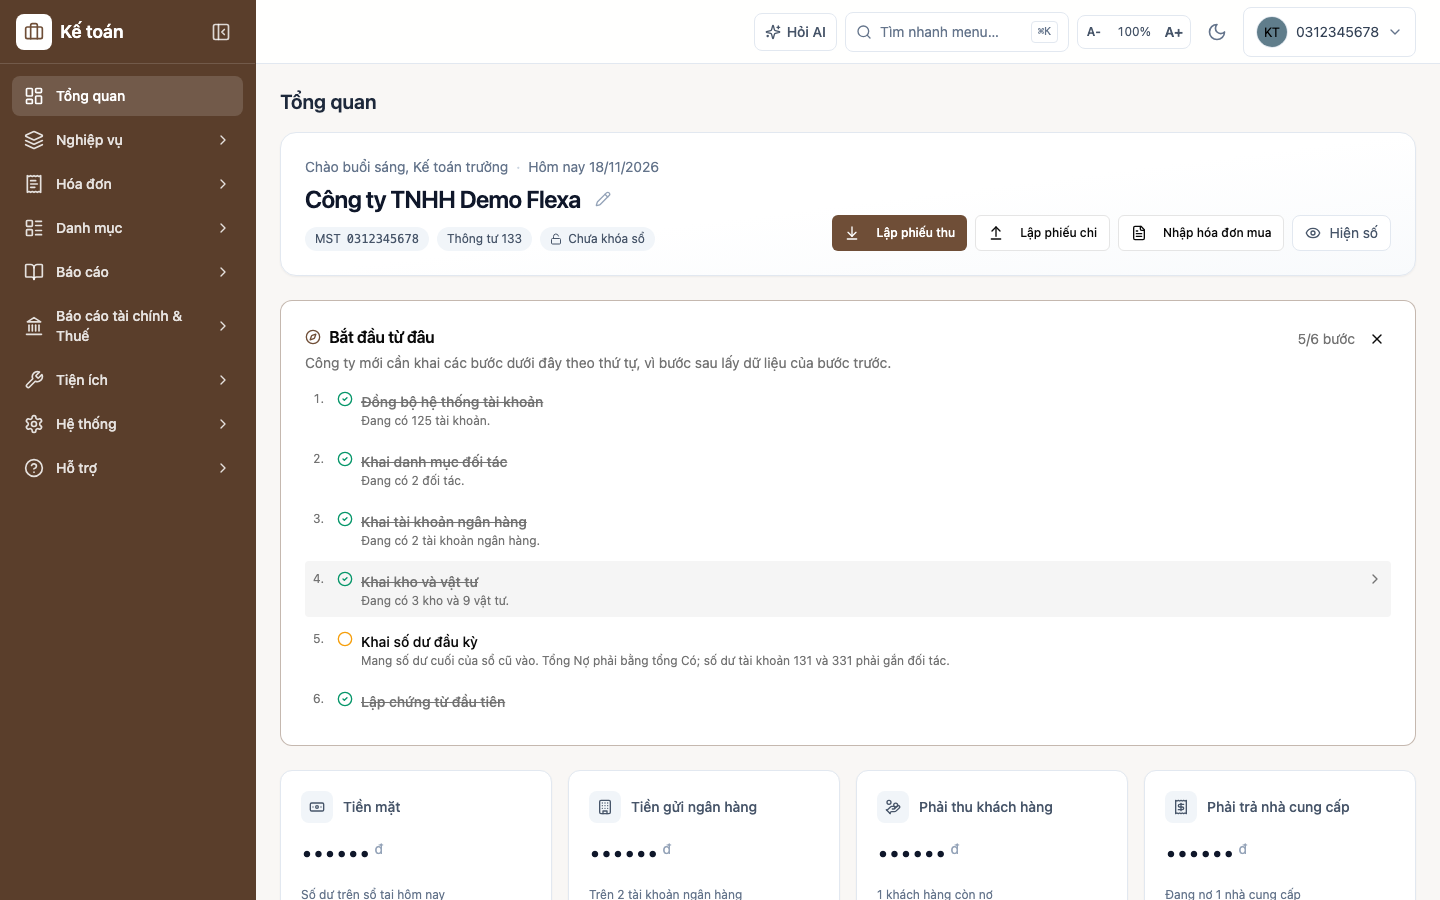 Kế toán
Hỏi AI
Tìm nhanh menu...
⌘K
A-
100%
A+
KT
0312345678
Tổng quan
Nghiệp vụ
Hóa đơn
Danh mục
Báo cáo
Báo cáo tài chính &
Thuế
Tiện ích
Hệ thống
Hỗ trợ
Tổng quan
Chào buổi sáng, Kế toán trưởng · Hôm nay 18/11/2026
Công ty TNHH Demo Flexa
MST 0312345678
Thông tư 133
Chưa khóa sổ
Lập phiếu thu
Lập phiếu chi
Nhập hóa đơn mua
Hiện số
Bắt đầu từ đâu
5/6 bước
Công ty mới cần khai các bước dưới đây theo thứ tự, vì bước sau lấy dữ liệu của bước trước.
1. Đồng bộ hệ thống tài khoản
Đang có 125 tài khoản.
2. Khai danh mục đối tác
Đang có 2 đối tác.
3. Khai tài khoản ngân hàng
Đang có 2 tài khoản ngân hàng.
4. Khai kho và vật tư
Đang có 3 kho và 9 vật tư.
5. Khai số dư đầu kỳ
Mang số dư cuối của sổ cũ vào. Tổng Nợ phải bằng tổng Có; số dư tài khoản 131 và 331 phải gắn đối tác.
6. Lập chứng từ đầu tiên
Tiền mặt
•••••• đ
Số dư trên sổ tại hôm nay
Tiền gửi ngân hàng
•••••• đ
Trên 2 tài khoản ngân hàng
Phải thu khách hàng
•••••• đ
1 khách hàng còn nợ
Phải trả nhà cung cấp
•••••• đ
Đang nợ 1 nhà cung cấp